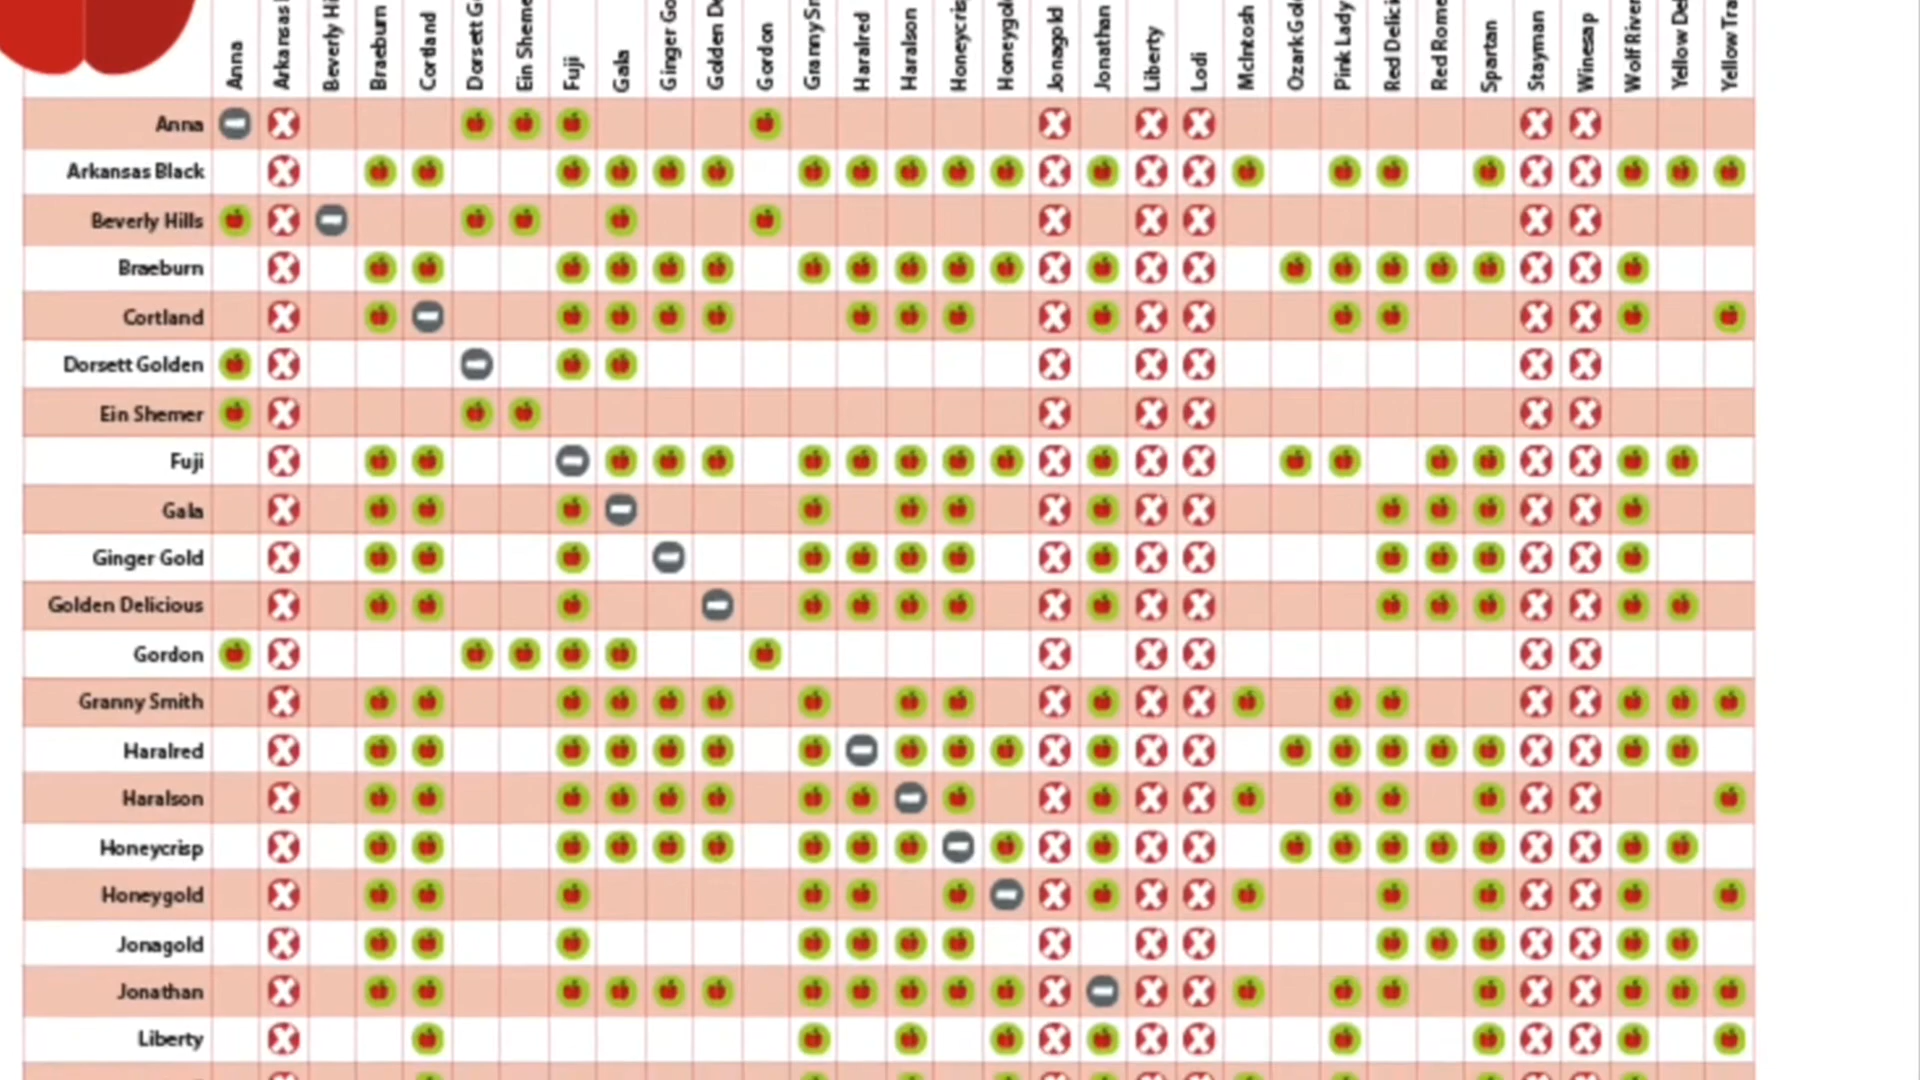 Anna
Arkansas
Beverly Hi
Braeburn
Cortland
Dorsett G
Ein Sheme
Fuji
Gala
Ginger Go
Golden De
Gordon
Granny Sn
Haralred
Haralson
Honeycris
Honeygol
Jonagold
Jonathan
Liberty
Lodi
McIntosh
Ozark Gol
Pink Lady
Red Delici
Red Rome
Spartan
Stayman
Winesap
Wolf River
Yellow De
Yellow Tra
Anna
Arkansas Black
Beverly Hills
Braeburn
Cortland
Dorsett Golden
Ein Shemer
Fuji
Gala
Ginger Gold
Golden Delicious
Gordon
Granny Smith
Haralred
Haralson
Honeycrisp
Honeygold
Jonagold
Jonathan
Liberty